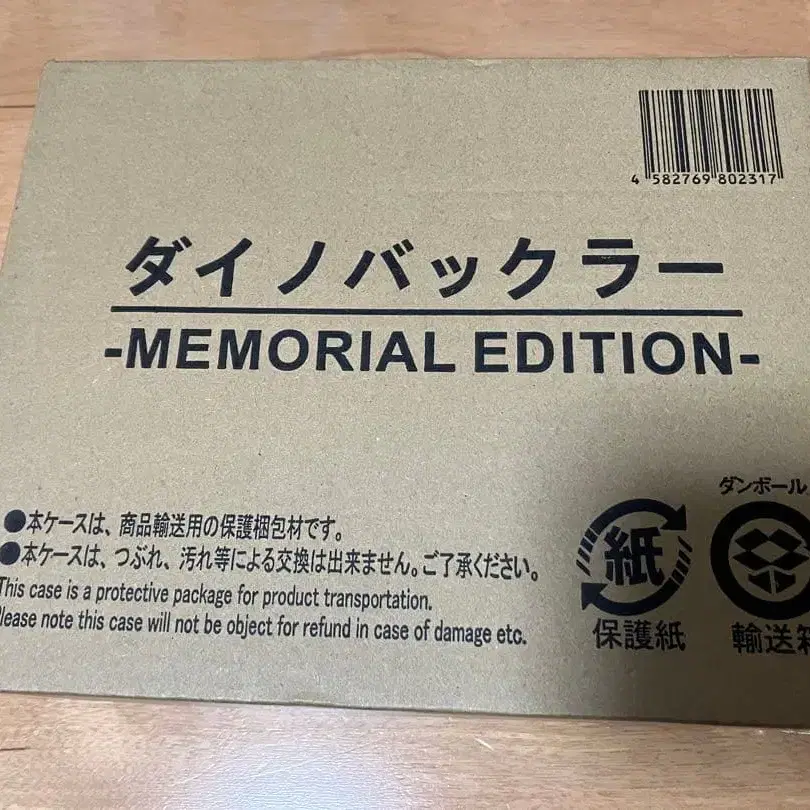 4 582769 802317
ダイノバックラー
-MEMORIAL EDITION-
●本ケースは、商品輸送用の保護梱包材です。
●本ケースは、つぶれ、汚れ等による交換は出来ません。ご了承ください。
This case is a protective package for product transportation.
Please note this case will not be object for refund in case of damage etc.
紙
保護紙
ダンボール
輸送箱